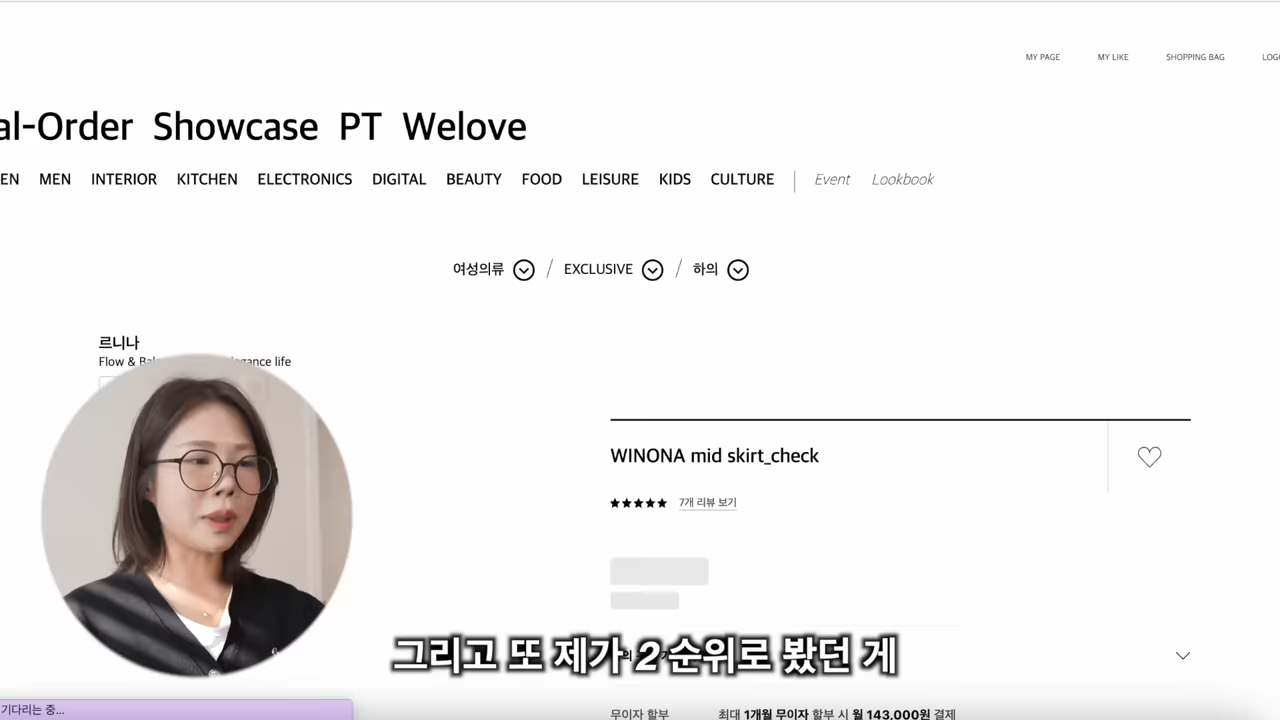 MY PAGE MY LIKE SHOPPING BAG
al-Order Showcase PT Welove
EN MEN INTERIOR KITCHEN ELECTRONICS DIGITAL BEAUTY FOOD LEISURE KIDS CULTURE Event Lookbook
여성의류 / EXCLUSIVE / 하의
르니나
Flow & life
WINONA mid skirt_check
7개 리뷰 보기
그리고 또 제가 2순위로 봤던 게
기다리는 중...
무이자 할부 최대 1개월 무이자 할부 시 월 143,000원 결제